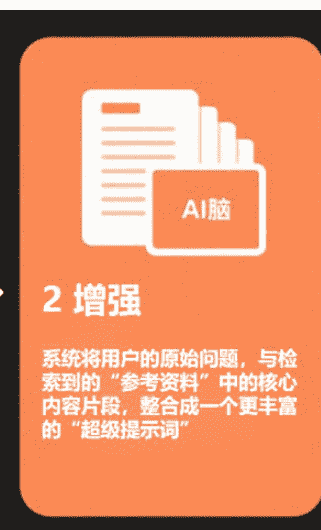 AI脑
2 增强
系统将用户的原始问题，与检
索到的“参考资料”中的核心
内容片段，整合成一个更丰富
的“超级提示词”